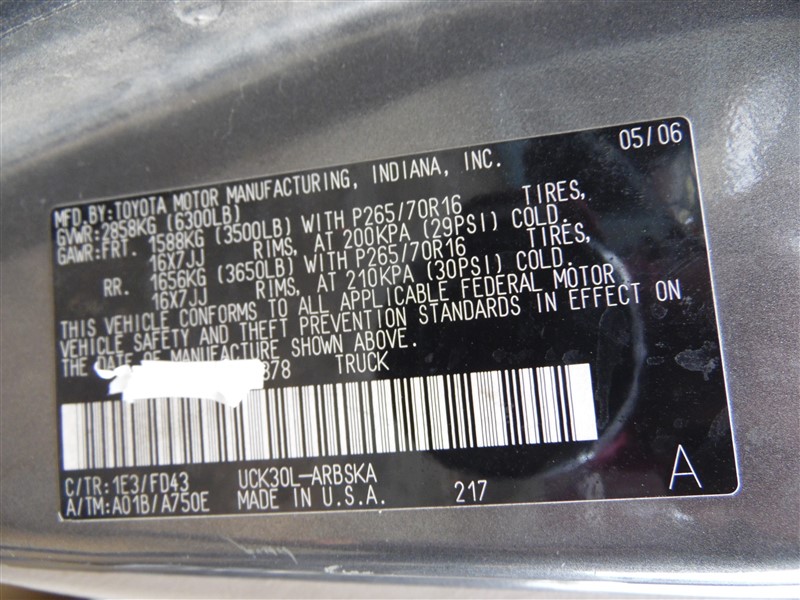 05/06
MFD.BY:TOYOTA MOTOR MANUFACTURING, INDIANA, INC.
GVWR:2858KG (6300LB)
GAWR:FRT. 1588KG (3500LB) WITH P265/70R16 TIRES,
16X7JJ RIMS, AT 200KPA (29PSI) COLD.
RR. 1656KG (3650LB) WITH P265/70R16 TIRES,
16X7JJ RIMS, AT 210KPA (30PSI) COLD.
THIS VEHICLE CONFORMS TO ALL APPLICABLE FEDERAL MOTOR
VEHICLE SAFETY AND THEFT PREVENTION STANDARDS IN EFFECT ON
THE DATE OF MANUFACTURE SHOWN ABOVE.
378 TRUCK
C/TR:1E3/FD43 UCK30L-ARBSKA
A/TM:A01B/A750E MADE IN U.S.A. 217 A